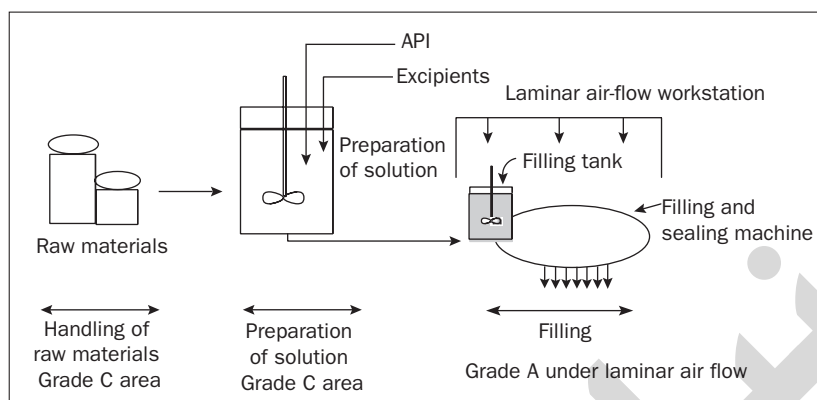 API
Excipients
Laminar air-flow workstation
Preparation
of solution
Filling tank
Filling and
sealing machine
Raw materials
Handling of
raw materials
Grade C area
Preparation
of solution
Grade C area
Filling
Grade A under laminar air flow